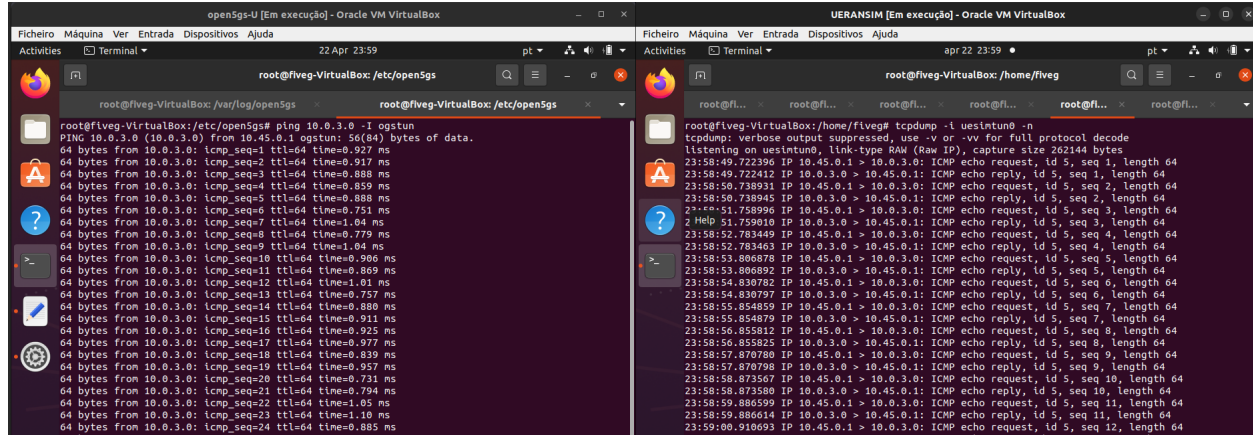 open5gs-U [Em execução] - Oracle VM VirtualBox
Ficheiro Máquina Ver Entrada Dispositivos Ajuda
Activities Terminal 22 Apr 23:59 pt
root@fiveg-VirtualBox: /etc/open5gs
root@fiveg-VirtualBox: /var/log/open5gs × root@fiveg-VirtualBox: /etc/open5gs ×
root@fiveg-VirtualBox:/etc/open5gs# ping 10.0.3.0 -I ogstun
PING 10.0.3.0 (10.0.3.0) from 10.45.0.1 ogstun: 56(84) bytes of data.
64 bytes from 10.0.3.0: icmp_seq=1 ttl=64 time=0.927 ms
64 bytes from 10.0.3.0: icmp_seq=2 ttl=64 time=0.917 ms
64 bytes from 10.0.3.0: icmp_seq=3 ttl=64 time=0.888 ms
64 bytes from 10.0.3.0: icmp_seq=4 ttl=64 time=0.859 ms
64 bytes from 10.0.3.0: icmp_seq=5 ttl=64 time=0.888 ms
64 bytes from 10.0.3.0: icmp_seq=6 ttl=64 time=0.751 ms
64 bytes from 10.0.3.0: icmp_seq=7 ttl=64 time=1.04 ms
64 bytes from 10.0.3.0: icmp_seq=8 ttl=64 time=0.779 ms
64 bytes from 10.0.3.0: icmp_seq=9 ttl=64 time=1.04 ms
64 bytes from 10.0.3.0: icmp_seq=10 ttl=64 time=0.906 ms
64 bytes from 10.0.3.0: icmp_seq=11 ttl=64 time=0.869 ms
64 bytes from 10.0.3.0: icmp_seq=12 ttl=64 time=1.01 ms
64 bytes from 10.0.3.0: icmp_seq=13 ttl=64 time=0.757 ms
64 bytes from 10.0.3.0: icmp_seq=14 ttl=64 time=0.880 ms
64 bytes from 10.0.3.0: icmp_seq=15 ttl=64 time=0.911 ms
64 bytes from 10.0.3.0: icmp_seq=16 ttl=64 time=0.925 ms
64 bytes from 10.0.3.0: icmp_seq=17 ttl=64 time=0.977 ms
64 bytes from 10.0.3.0: icmp_seq=18 ttl=64 time=0.839 ms
64 bytes from 10.0.3.0: icmp_seq=19 ttl=64 time=0.957 ms
64 bytes from 10.0.3.0: icmp_seq=20 ttl=64 time=0.731 ms
64 bytes from 10.0.3.0: icmp_seq=21 ttl=64 time=0.794 ms
64 bytes from 10.0.3.0: icmp_seq=22 ttl=64 time=1.05 ms
64 bytes from 10.0.3.0: icmp_seq=23 ttl=64 time=1.10 ms
64 bytes from 10.0.3.0: icmp_seq=24 ttl=64 time=0.885 ms
UERANSIM [Em execução] - Oracle VM VirtualBox
Ficheiro Máquina Ver Entrada Dispositivos Ajuda
Activities Terminal apr 22 23:59 pt
root@fiveg-VirtualBox: /home/fiveg
root@fi... × root@fi... × root@fi... × root@fi... × root@fi... × root@fi... ×
root@fiveg-VirtualBox:/home/fiveg# tcpdump -i uesimtun0 -n
tcpdump: verbose output suppressed, use -v or -vv for full protocol decode
listening on uesimtun0, link-type RAW (Raw IP), capture size 262144 bytes
23:58:49.722396 IP 10.45.0.1 > 10.0.3.0: ICMP echo request, id 5, seq 1, length 64
23:58:49.722412 IP 10.0.3.0 > 10.45.0.1: ICMP echo reply, id 5, seq 1, length 64
23:58:50.738931 IP 10.45.0.1 > 10.0.3.0: ICMP echo request, id 5, seq 2, length 64
23:58:50.738945 IP 10.0.3.0 > 10.45.0.1: ICMP echo reply, id 5, seq 2, length 64
51.758996 IP 10.45.0.1 > 10.0.3.0: ICMP echo request, id 5, seq 3, length 64
Help 51.759010 IP 10.0.3.0 > 10.45.0.1: ICMP echo reply, id 5, seq 3, length 64
23:58:52.783449 IP 10.45.0.1 > 10.0.3.0: ICMP echo request, id 5, seq 4, length 64
23:58:52.783463 IP 10.0.3.0 > 10.45.0.1: ICMP echo reply, id 5, seq 4, length 64
23:58:53.806878 IP 10.45.0.1 > 10.0.3.0: ICMP echo request, id 5, seq 5, length 64
23:58:53.806892 IP 10.0.3.0 > 10.45.0.1: ICMP echo reply, id 5, seq 5, length 64
23:58:54.830782 IP 10.45.0.1 > 10.0.3.0: ICMP echo request, id 5, seq 6, length 64
23:58:54.830797 IP 10.0.3.0 > 10.45.0.1: ICMP echo reply, id 5, seq 6, length 64
23:58:55.854859 IP 10.45.0.1 > 10.0.3.0: ICMP echo request, id 5, seq 7, length 64
23:58:55.854879 IP 10.0.3.0 > 10.45.0.1: ICMP echo reply, id 5, seq 7, length 64
23:58:56.855812 IP 10.45.0.1 > 10.0.3.0: ICMP echo request, id 5, seq 8, length 64
23:58:56.855825 IP 10.0.3.0 > 10.45.0.1: ICMP echo reply, id 5, seq 8, length 64
23:58:57.870780 IP 10.45.0.1 > 10.0.3.0: ICMP echo request, id 5, seq 9, length 64
23:58:57.870798 IP 10.0.3.0 > 10.45.0.1: ICMP echo reply, id 5, seq 9, length 64
23:58:58.873567 IP 10.45.0.1 > 10.0.3.0: ICMP echo request, id 5, seq 10, length 64
23:58:58.873580 IP 10.0.3.0 > 10.45.0.1: ICMP echo reply, id 5, seq 10, length 64
23:58:59.886599 IP 10.45.0.1 > 10.0.3.0: ICMP echo request, id 5, seq 11, length 64
23:58:59.886614 IP 10.0.3.0 > 10.45.0.1: ICMP echo reply, id 5, seq 11, length 64
23:59:00.910693 IP 10.45.0.1 > 10.0.3.0: ICMP echo request, id 5, seq 12, length 64